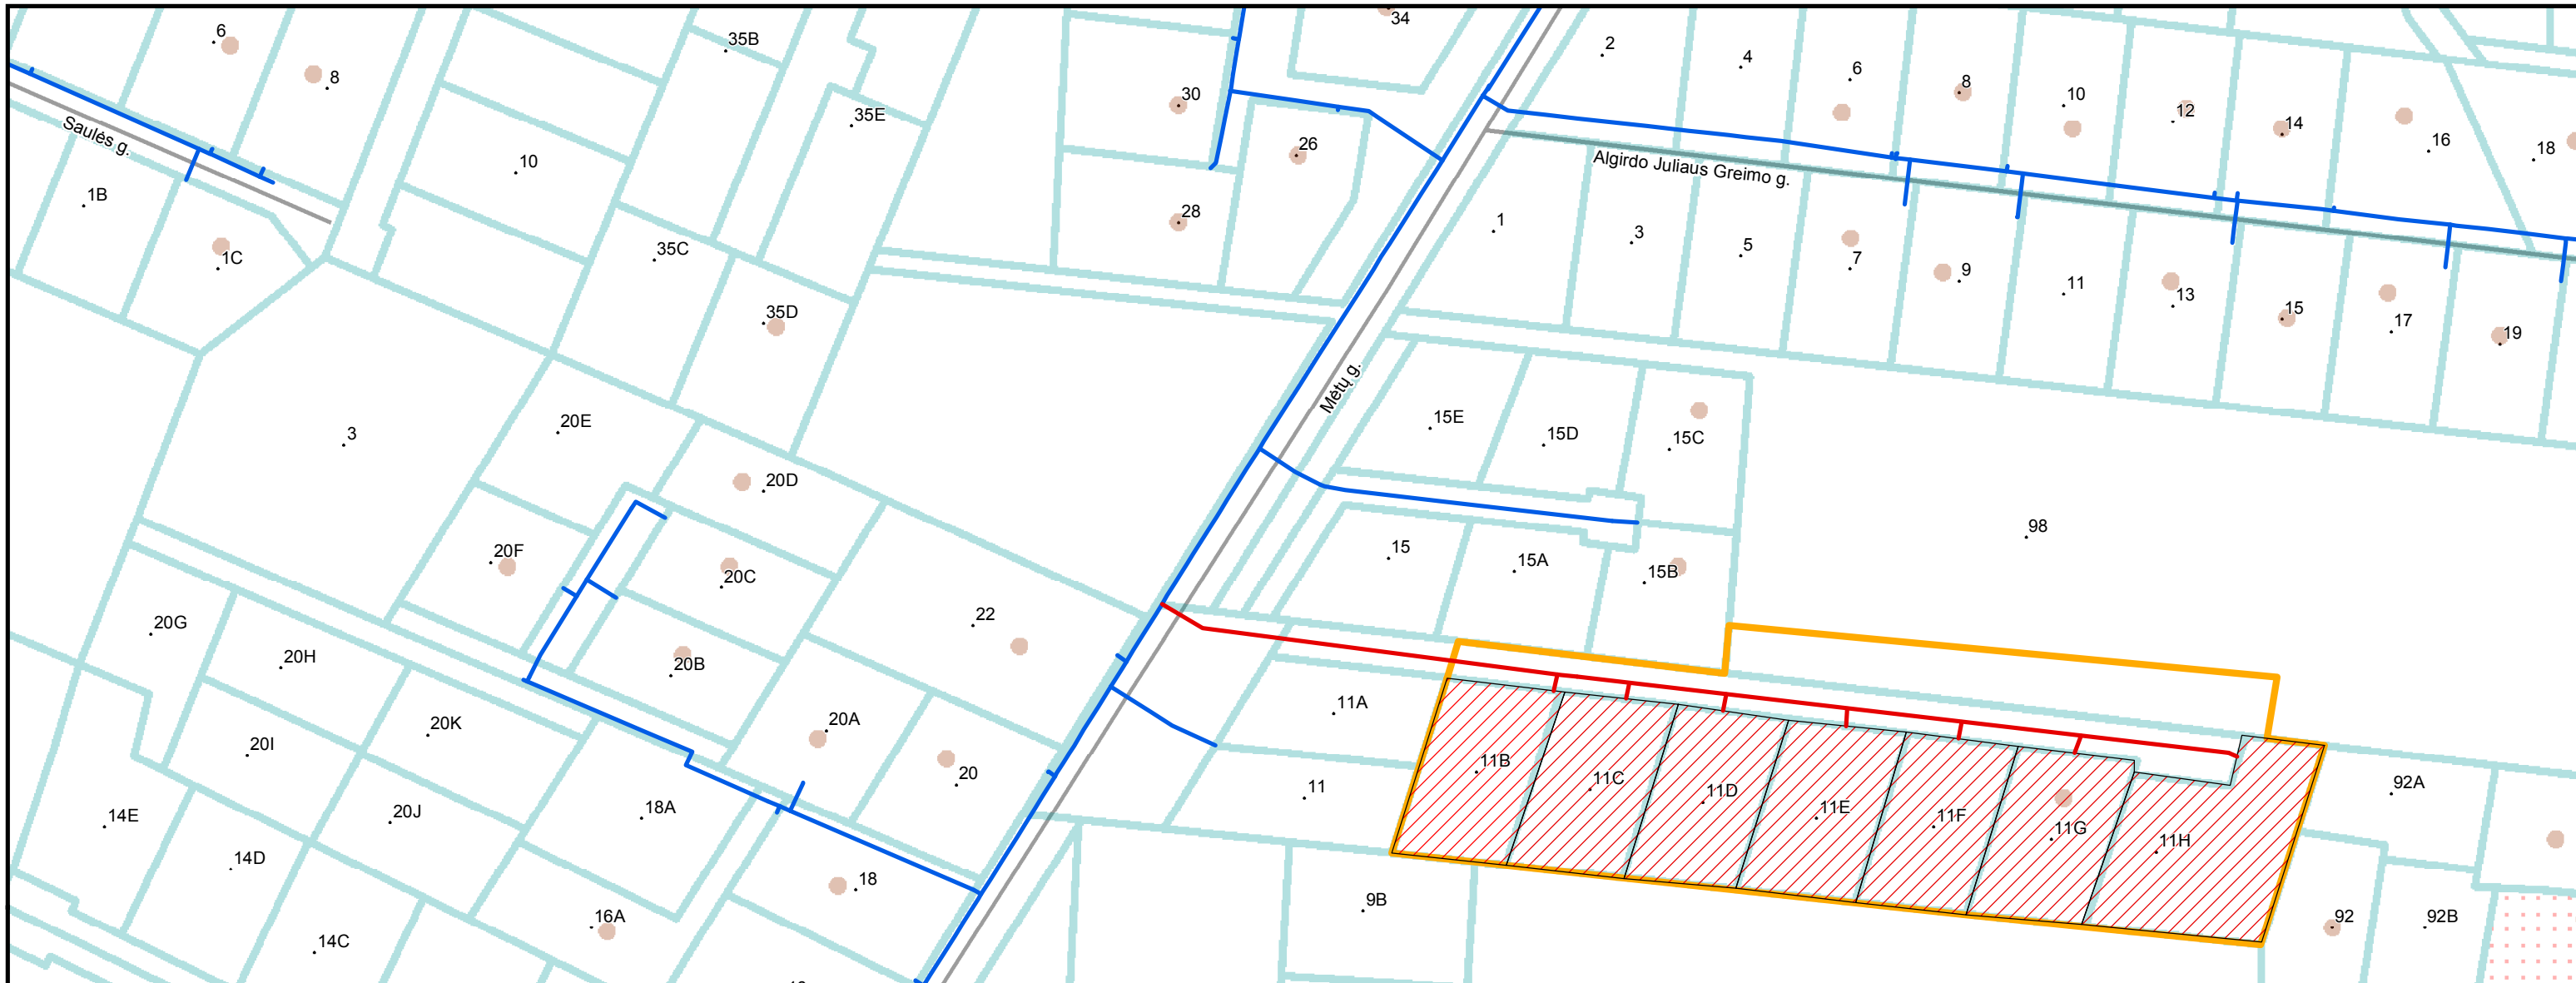 6
8
35B
34
30
2
4
6
8
10
12
14
16
18
Saulės g.
35E
26
Algirdo Juliaus Greimo g.
10
1B
28
1
3
5
7
9
11
13
15
17
19
1C
35C
35D
Mėtų g.
3
20E
20D
15E
15D
15C
98
20F
20C
15
15A
15B
20G
22
20H
20B
20I
20K
20A
20
11A
11
11B
11C
11D
11E
11F
11G
11H
92A
14E
20J
18A
14D
18
9B
16A
14C
92
92B